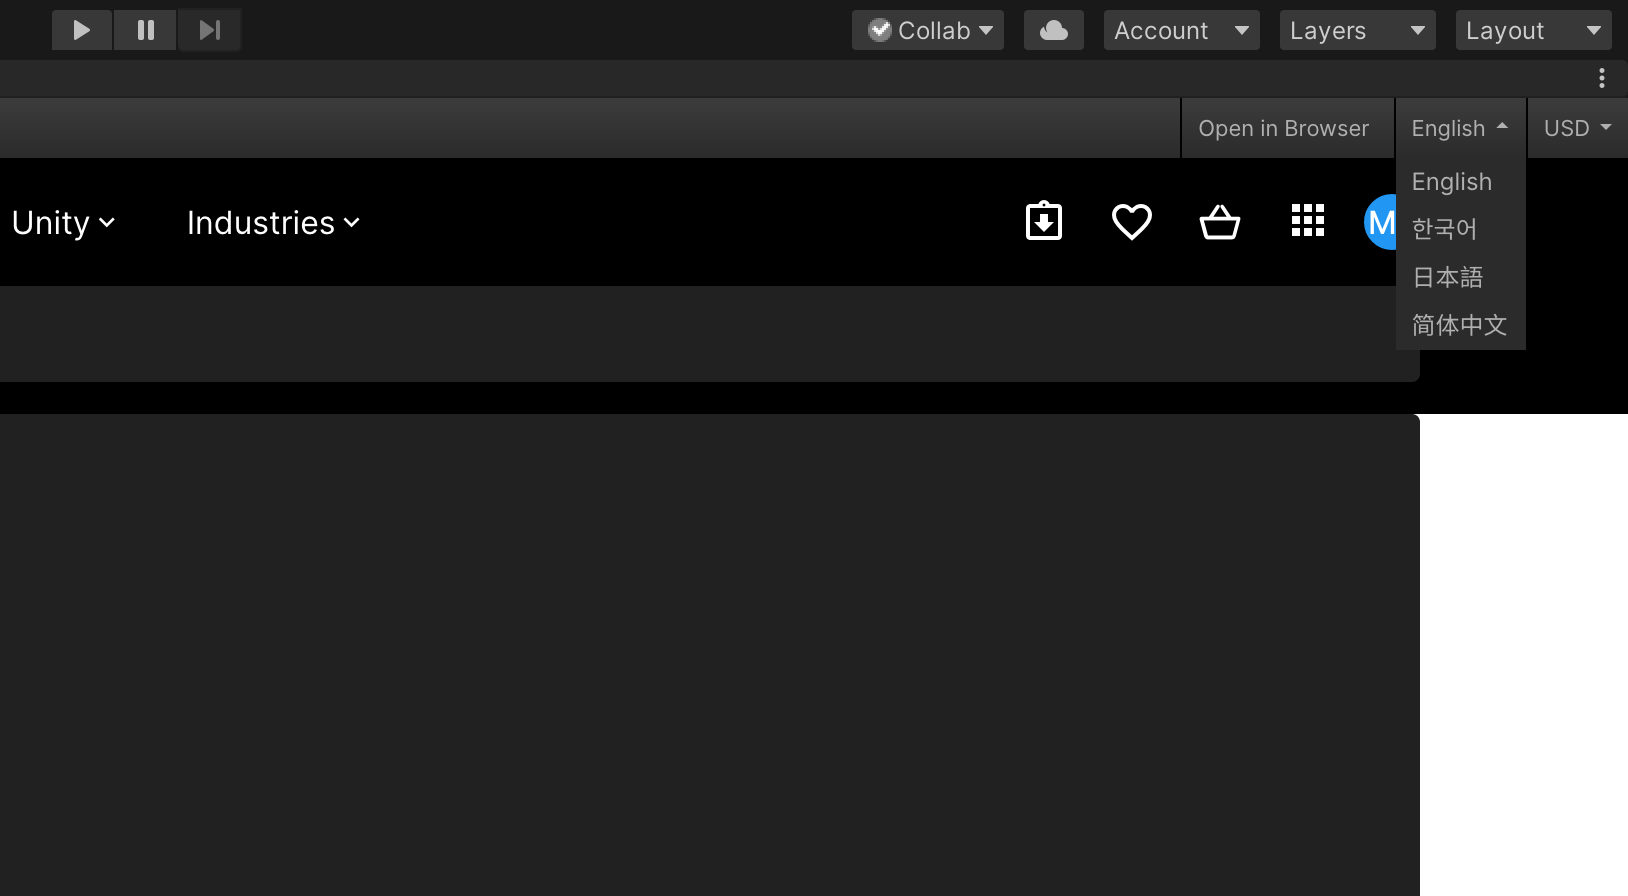 Collab Account Layers Layout
Open in Browser English USD
Unity Industries M
English
한국어
日本語
简体中文